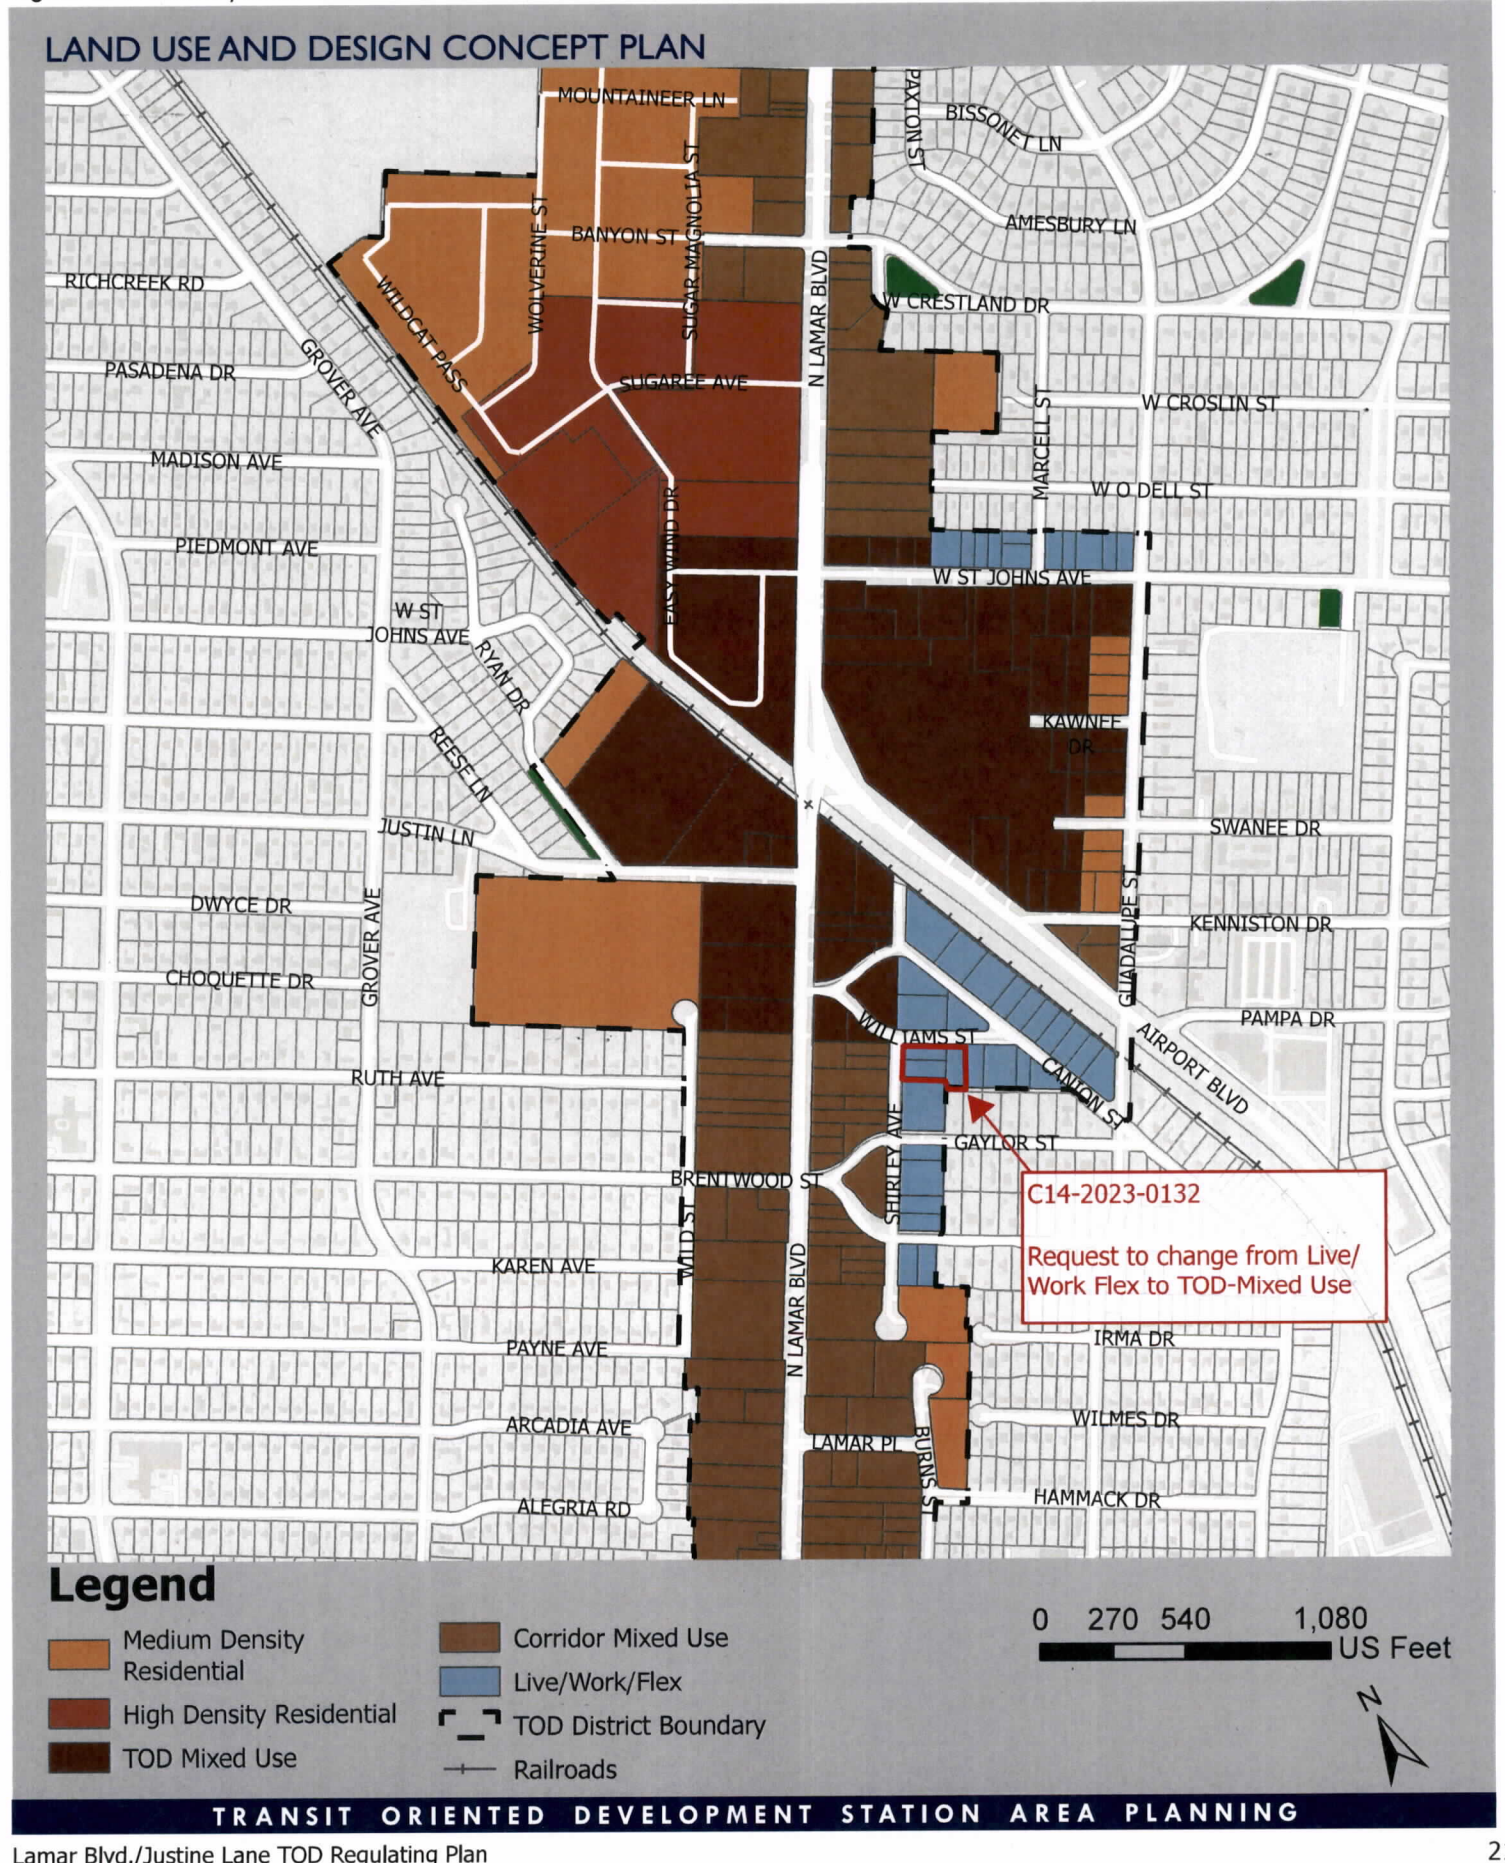 LAND USE AND DESIGN CONCEPT PLAN
MOUNTAINEER LN
PAXTON ST
BISSONET LN
SUGAR MAGNOLIA ST
WOLVERINE ST
BANYON ST
AMESBURY LN
RICHCREEK RD
WILDCAT PASS
N LAMAR BLVD
W CRESTLAND DR
GROVER AVE
PASADENA DR
SUGAREE AVE
MARCELL ST
W CROSLIN ST
MADISON AVE
W O DELL ST
EASY WIND DR
PIEDMONT AVE
W ST JOHNS AVE
W ST
JOHNS AVE
RYAN DR
KAWNEE
DR
REESE LN
JUSTIN LN
SWANEE DR
GUADALUPE ST
DWYCE DR
GROVER AVE
KENNISTON DR
CHOQUETTE DR
WILLIAMS ST
PAMPA DR
AIRPORT BLVD
RUTH AVE
CANION ST
SHIRLEY AVE
GAYLOR ST
BRENTWOOD ST
C14-2023-0132
WILD ST
KAREN AVE
N LAMAR BLVD
Request to change from Live/
Work Flex to TOD-Mixed Use
PAYNE AVE
IRMA DR
ARCADIA AVE
LAMAR PL
BURNS S
WILMES DR
ALEGRIA RD
HAMMACK DR
Legend
Medium Density
Residential
High Density Residential
TOD Mixed Use
Corridor Mixed Use
Live/Work/Flex
TOD District Boundary
Railroads
0 270 540 1,080
US Feet
N
TRANSIT ORIENTED DEVELOPMENT STATION AREA PLANNING
Lamar Blvd./Justine Lane TOD Regulating Plan
2